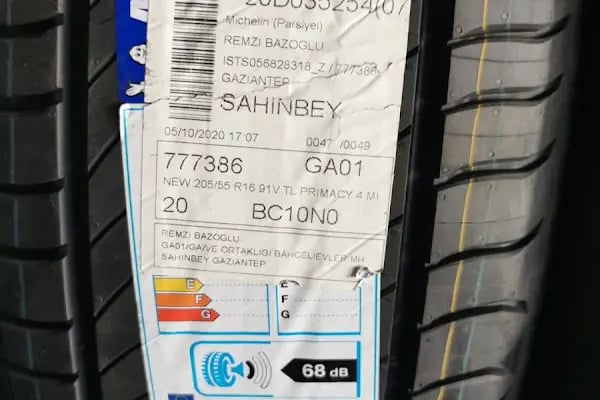 20D035254(07
Michelin (Parsiyel)
REMZI BAZOGLU
ISTS056828318_Z / 777386
GAZIANTEP
SAHiNBEY
05/10/2020 17:07
0047 /0049
777386 GA01
NEW 205/55 R16 91V TL PRIMACY 4 MI
20 BC10N0
REMZI BAZOGLU
GA01/GA/VE ORTAKLIGI BAHCELIEVLER MH
SAHINBEY GAZIANTEP
E E
F F
G G
68 dB